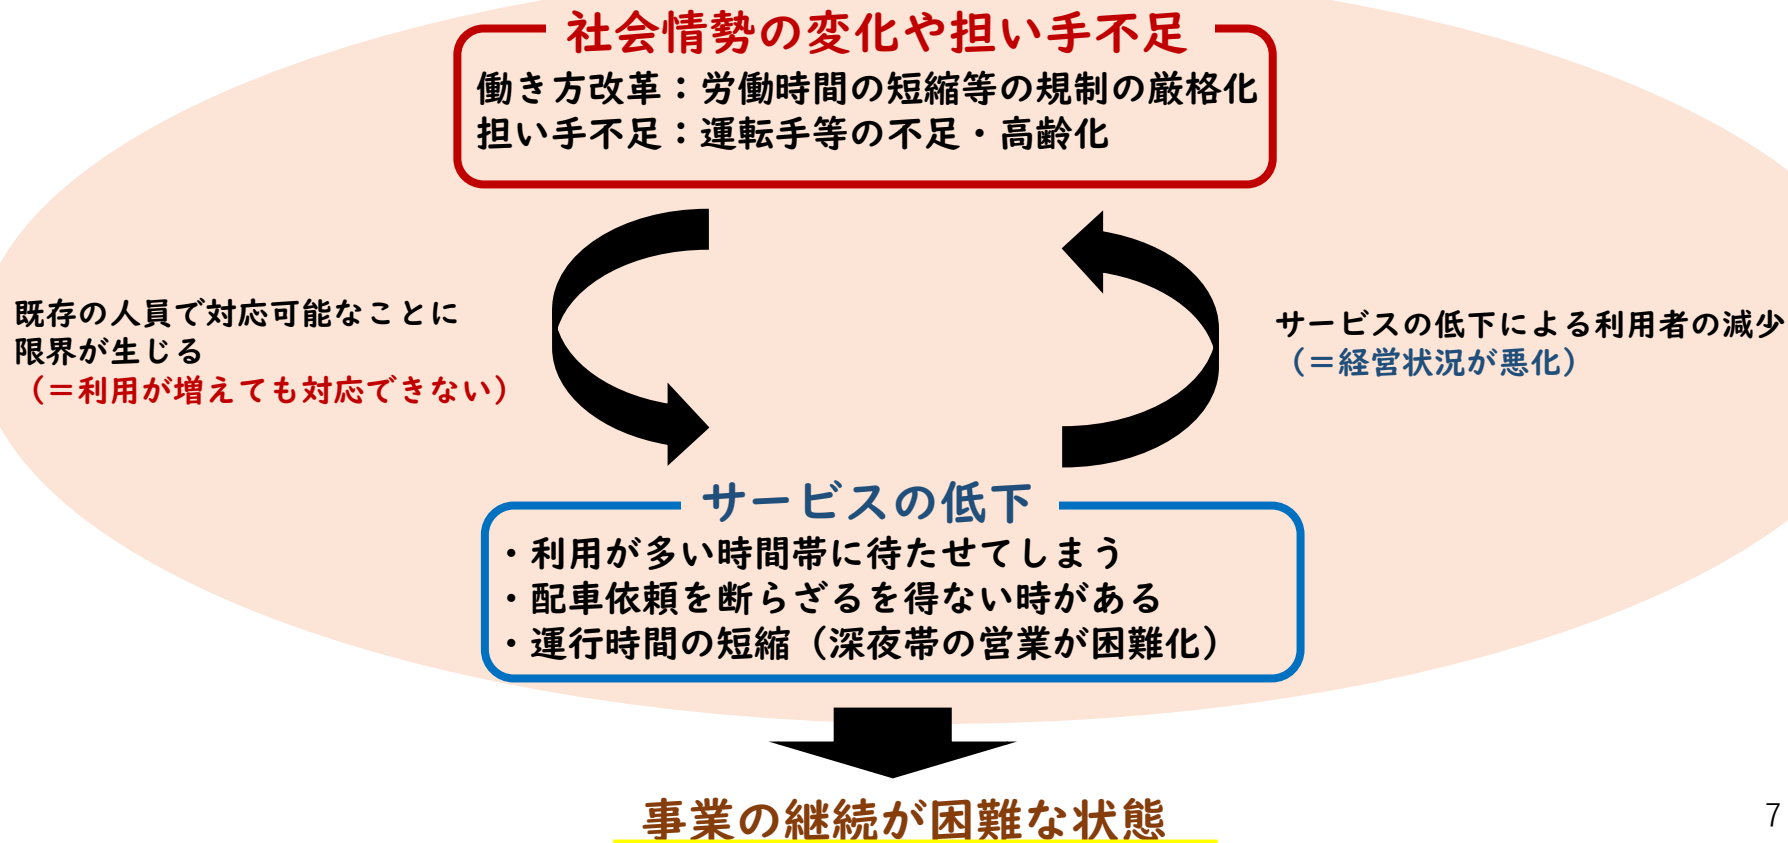 社会情勢の変化や担い手不足
働き方改革：労働時間の短縮等の規制の厳格化
担い手不足：運転手等の不足・高齢化
既存の人員で対応可能なことに
限界が生じる
（＝利用が増えても対応できない）
サービスの低下による利用者の減少
（＝経営状況が悪化）
サービスの低下
・利用が多い時間帯に待たせてしまう
・配車依頼を断らざるを得ない時がある
・運行時間の短縮（深夜帯の営業が困難化）
事業の継続が困難な状態
7